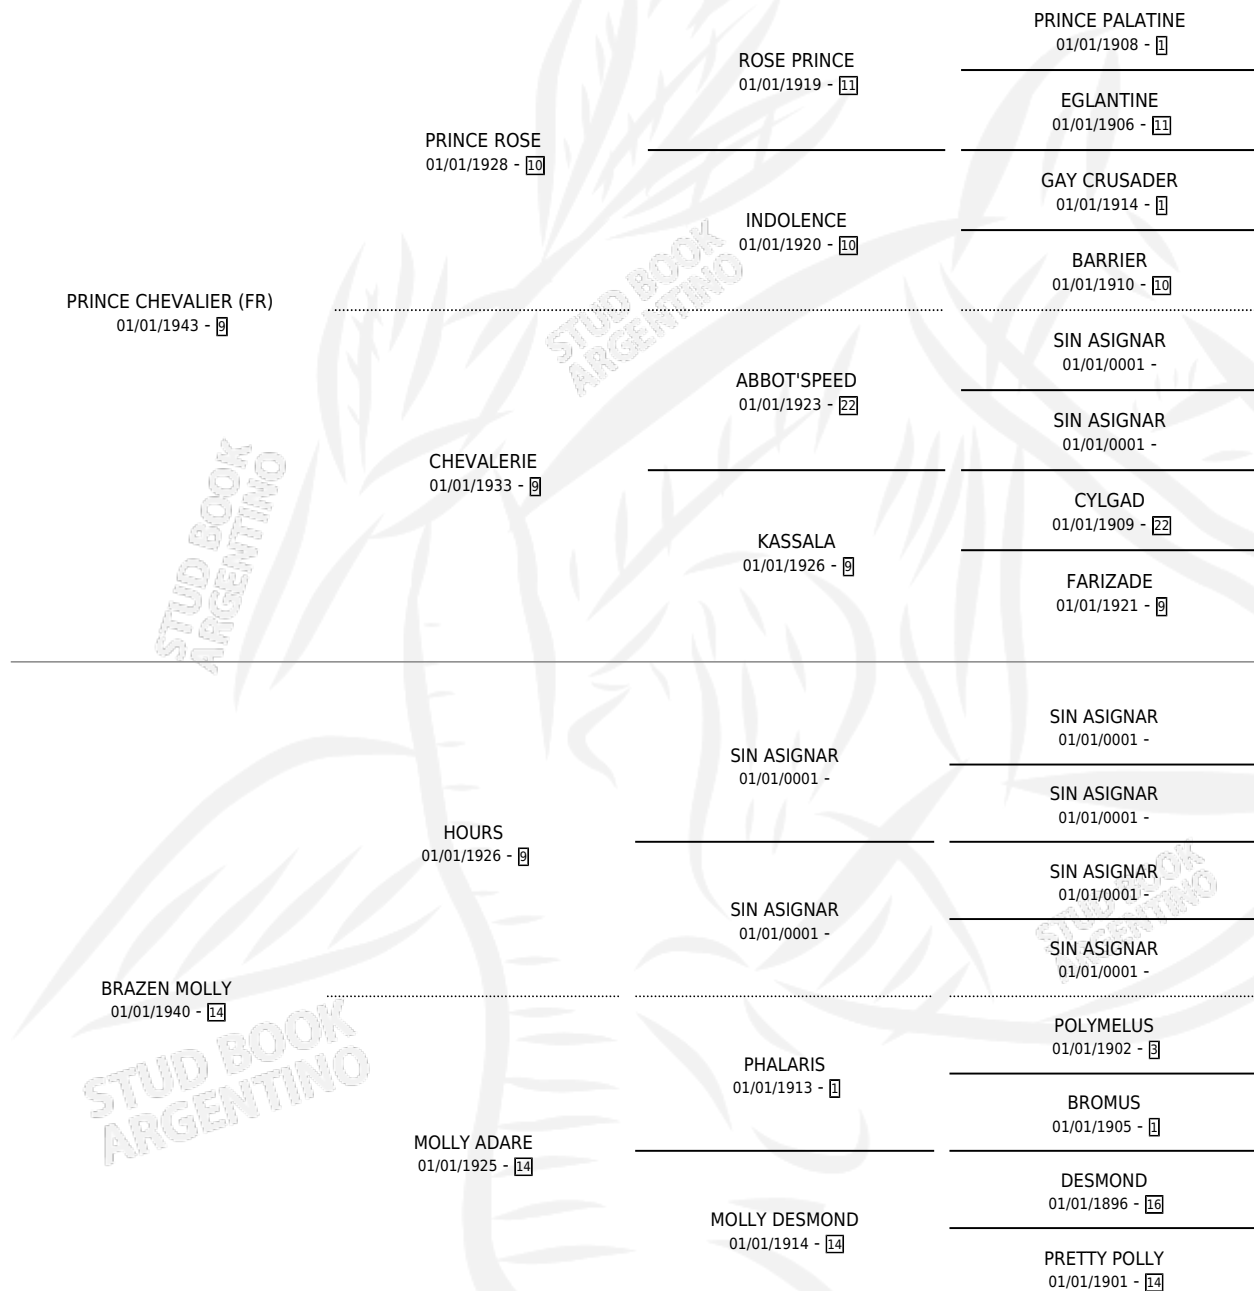 PRINCE PALATINE
01/01/1908 - 1
ROSE PRINCE
01/01/1919 - 11
EGLANTINE
01/01/1906 - 11
PRINCE ROSE
01/01/1928 - 10
GAY CRUSADER
01/01/1914 - 1
INDOLENCE
01/01/1920 - 10
BARRIER
01/01/1910 - 10
PRINCE CHEVALIER (FR)
01/01/1943 - 9
SIN ASIGNAR
01/01/0001 -
ABBOT'SPEED
01/01/1923 - 22
SIN ASIGNAR
01/01/0001 -
CHEVALERIE
01/01/1933 - 9
CYLGAD
01/01/1909 - 22
KASSALA
01/01/1926 - 9
FARIZADE
01/01/1921 - 9
SIN ASIGNAR
01/01/0001 -
SIN ASIGNAR
01/01/0001 -
SIN ASIGNAR
01/01/0001 -
HOURS
01/01/1926 - 9
SIN ASIGNAR
01/01/0001 -
SIN ASIGNAR
01/01/0001 -
SIN ASIGNAR
01/01/0001 -
BRAZEN MOLLY
01/01/1940 - 14
POLYMELUS
01/01/1902 - 3
PHALARIS
01/01/1913 - 1
BROMUS
01/01/1905 - 1
MOLLY ADARE
01/01/1925 - 14
DESMOND
01/01/1896 - 16
MOLLY DESMOND
01/01/1914 - 14
PRETTY POLLY
01/01/1901 - 14
STUD BOOK
ARGENTINO
STUD BOOK
ARGENTINO
STUD BOOK
ARGENTINO
STUD BOOK
ARGENTINO